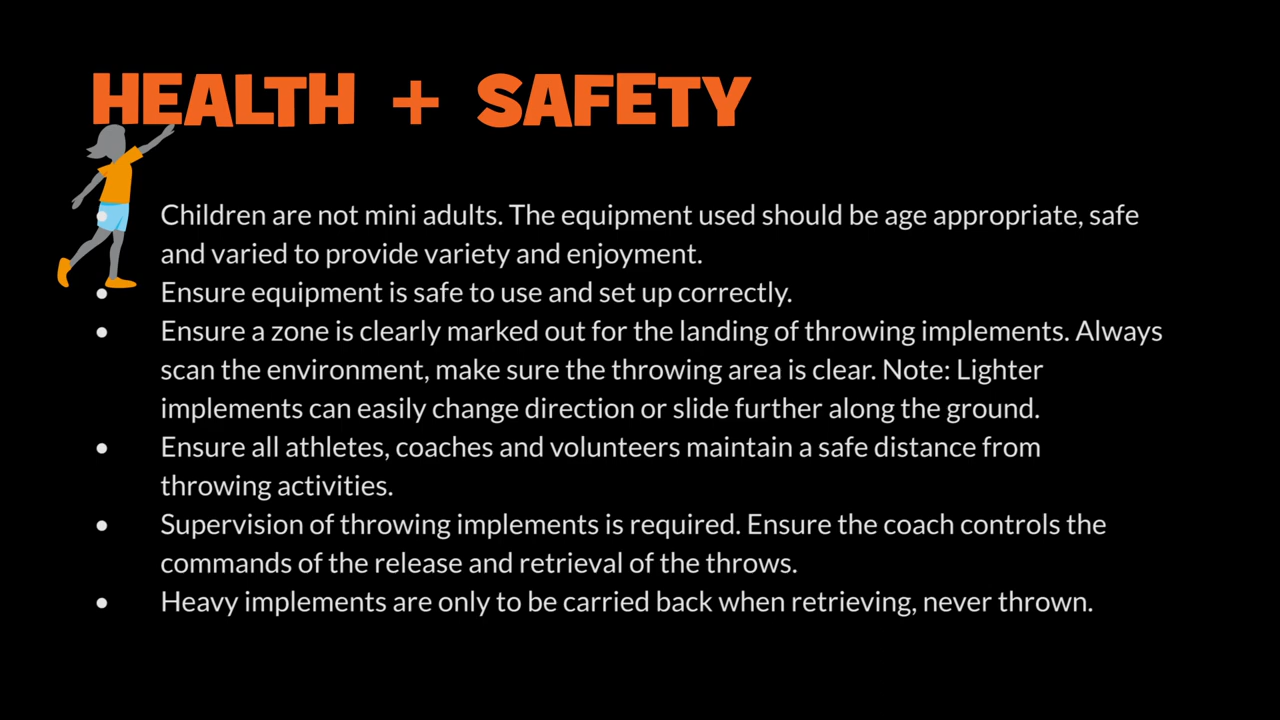 HEALTH + SAFETY
• Children are not mini adults. The equipment used should be age appropriate, safe
and varied to provide variety and enjoyment.
• Ensure equipment is safe to use and set up correctly.
• Ensure a zone is clearly marked out for the landing of throwing implements. Always
scan the environment, make sure the throwing area is clear. Note: Lighter
implements can easily change direction or slide further along the ground.
• Ensure all athletes, coaches and volunteers maintain a safe distance from
throwing activities.
• Supervision of throwing implements is required. Ensure the coach controls the
commands of the release and retrieval of the throws.
• Heavy implements are only to be carried back when retrieving, never thrown.